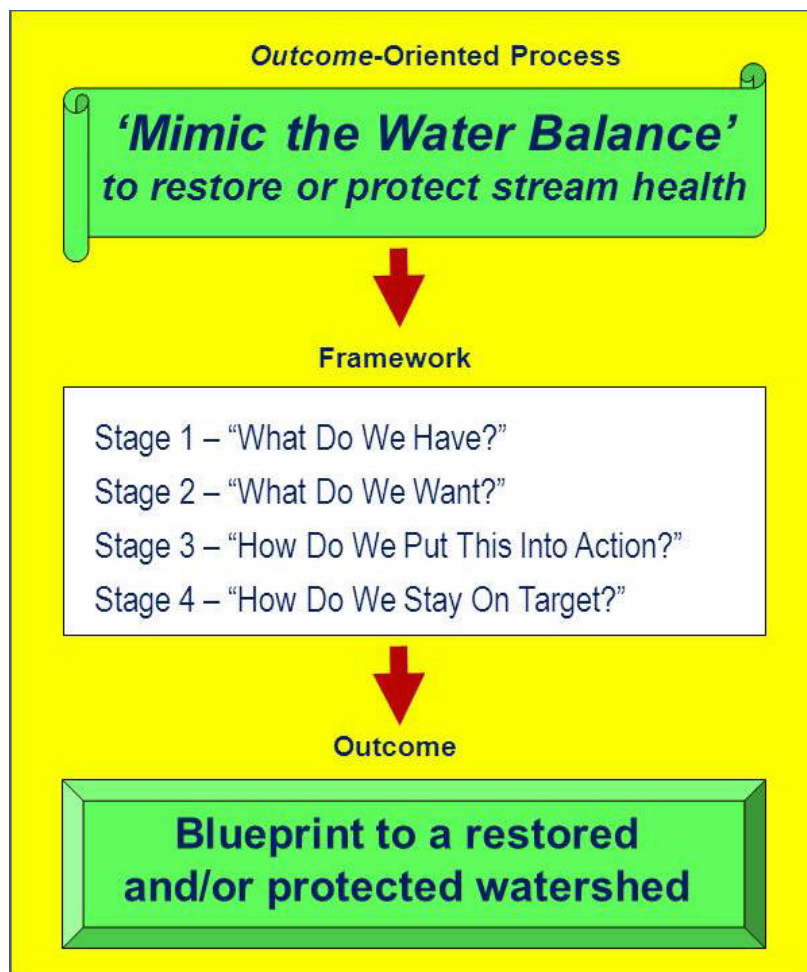 Outcome-Oriented Process
‘Mimic the Water Balance’
to restore or protect stream health
Framework
Stage 1 – “What Do We Have?”
Stage 2 – “What Do We Want?”
Stage 3 – “How Do We Put This Into Action?”
Stage 4 – “How Do We Stay On Target?”
Outcome
Blueprint to a restored
and/or protected watershed